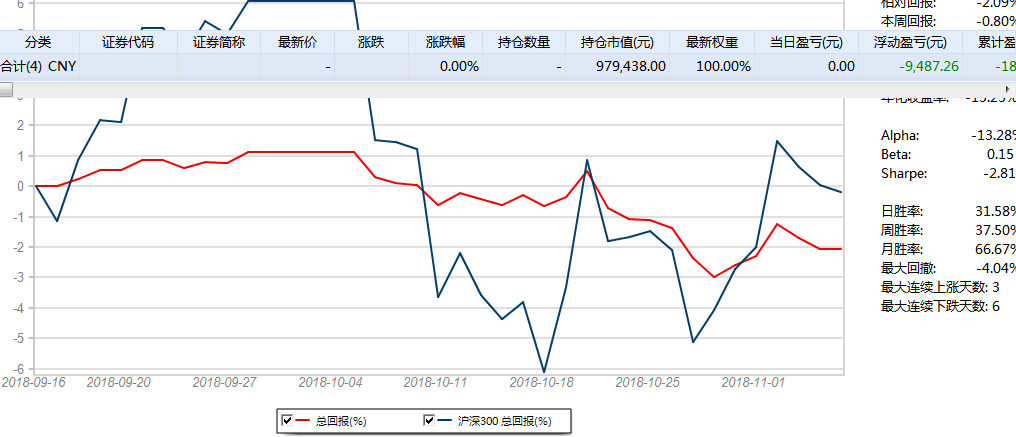 6
相对回报: -2.09%
本周回报: -0.80%
分类 证券代码 证券简称 最新价 涨跌 涨跌幅 持仓数量 持仓市值(元) 最新权重 当日盈亏(元) 浮动盈亏(元) 累计盈
合计(4) CNY - 0.00% - 979,438.00 100.00% 0.00 -9,487.26 -18
2
1
0
-1
-2
-3
-4
-5
-6
2018-09-16 2018-09-20 2018-09-27 2018-10-04 2018-10-11 2018-10-18 2018-10-25 2018-11-01
Alpha: -13.28%
Beta: 0.15
Sharpe: -2.81
日胜率: 31.58%
周胜率: 37.50%
月胜率: 66.67%
最大回撤: -4.04%
最大连续上涨天数: 3
最大连续下跌天数: 6
总回报(%) 沪深300 总回报(%)